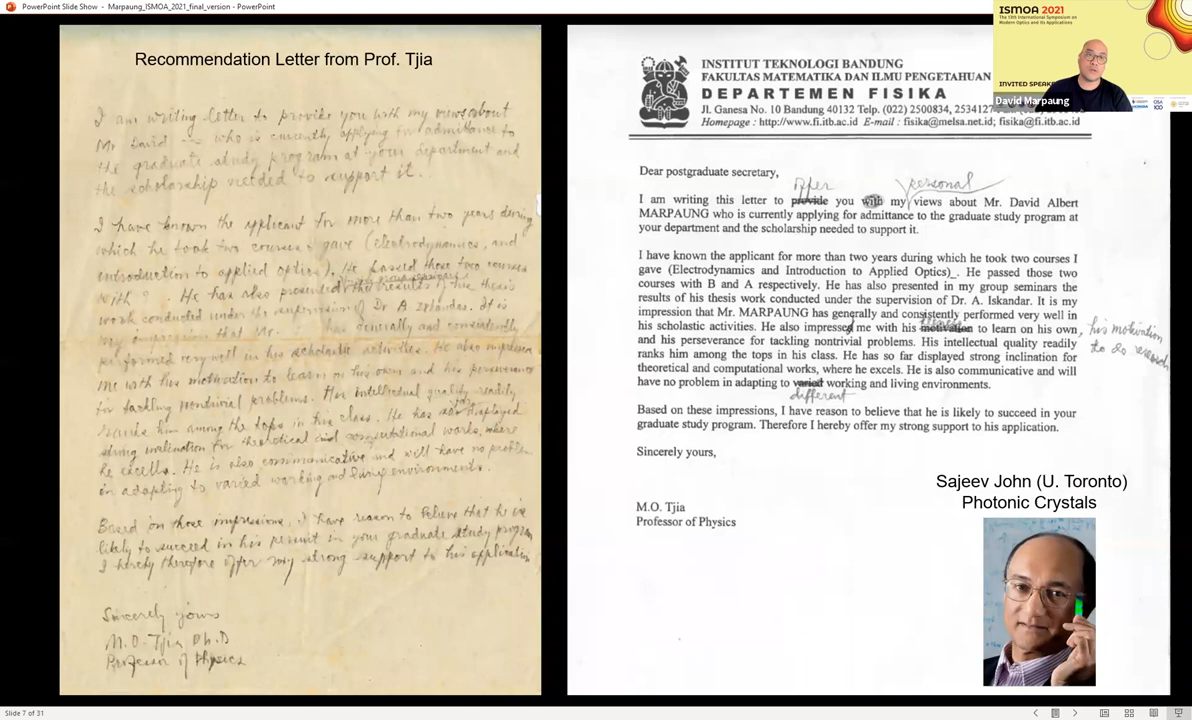 PowerPoint Slide Show - Marpaung_ISMOA_2021_final_version - PowerPoint
Recommendation Letter from Prof. Tjia
I am writing letter to provide you with my views about
Mr David --- who is currently applying for admittance to
the graduate study program at your department and
the scholarship needed to support it.
I have known the applicant for more than two years during
which he took two courses I gave (electrodynamics, and
introduction to applied optics). He passed those two courses
with ? . He has also presented the results of his thesis
work conducted under the supervision of Dr A. Iskandar. It is
my impression that Mr. has generally and consistently
performed very well in his scholastic activities. He also impresses
me with his motivation to learn on his own and his perseverance
for tackling nontrivial problems. His intellectual quality readily
ranks him among the tops in his class. He has displayed
strong inclination for theoretical and computational works, where
he excells. He is also communicative and will have no problem
in adapting to varied working and living environments.
Based on those impressions, I have reason to believe that he is
likely to succeed in his in your graduate study program
I hereby therefore offer my strong support to his application
Sincerely yours
M.O. Tjia Ph.D
Professor of Physics
INSTITUT TEKNOLOGI BANDUNG
FAKULTAS MATEMATIKA DAN ILMU PENGETAHUAN
DEPARTEMEN FISIKA
Jl. Ganesa No. 10 Bandung 40132 Telp. (022) 2500834, 2534127
Homepage : http://www.fi.itb.ac.id E-mail : fisika@melsa.net.id; fisika@fi.itb.ac.id
Dear postgraduate secretary,
offer personal
I am writing this letter to provide you with my views about Mr. David Albert
MARPAUNG who is currently applying for admittance to the graduate study program at
your department and the scholarship needed to support it.
I have known the applicant for more than two years during which he took two courses I
gave (Electrodynamics and Introduction to Applied Optics)_. He passed those two
courses with B and A respectively. He has also presented in my group seminars the
results of his thesis work conducted under the supervision of Dr. A. Iskandar. It is my
impression that Mr. MARPAUNG has generally and consistently performed very well in
his scholastic activities. He also impressed me with his motivation to learn on his own, his motivation
and his perseverance for tackling nontrivial problems. His intellectual quality readily to do research
ranks him among the tops in his class. He has so far displayed strong inclination for
theoretical and computational works, where he excels. He is also communicative and will
have no problem in adapting to varied working and living environments.
different
Based on these impressions, I have reason to believe that he is likely to succeed in your
graduate study program. Therefore I hereby offer my strong support to his application.
Sincerely yours,
M.O. Tjia
Professor of Physics
Sajeev John (U. Toronto)
Photonic Crystals
ISMOA 2021
The 13th International Symposium on
Modern Optics and Its Applications
INVITED SPEAK
David Marpaung
Slide 7 of 31